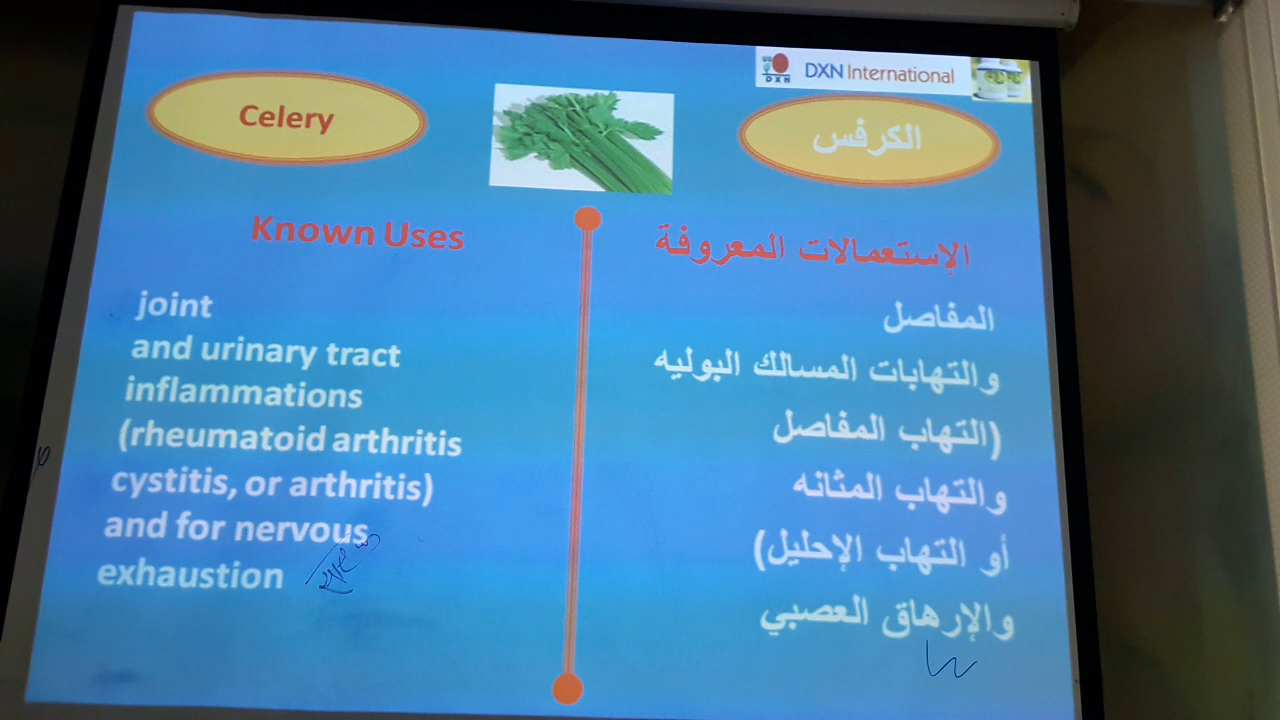 DXN
DXN International
Celery
الكرفس
Known Uses
joint
and urinary tract
inflammations
(rheumatoid arthritis
cystitis, or arthritis)
and for nervous
exhaustion
الإستعمالات المعروفة
المفاصل
والتهابات المسالك البوليه
(التهاب المفاصل
والتهاب المثانه
أو التهاب الإحليل)
والإرهاق العصبي